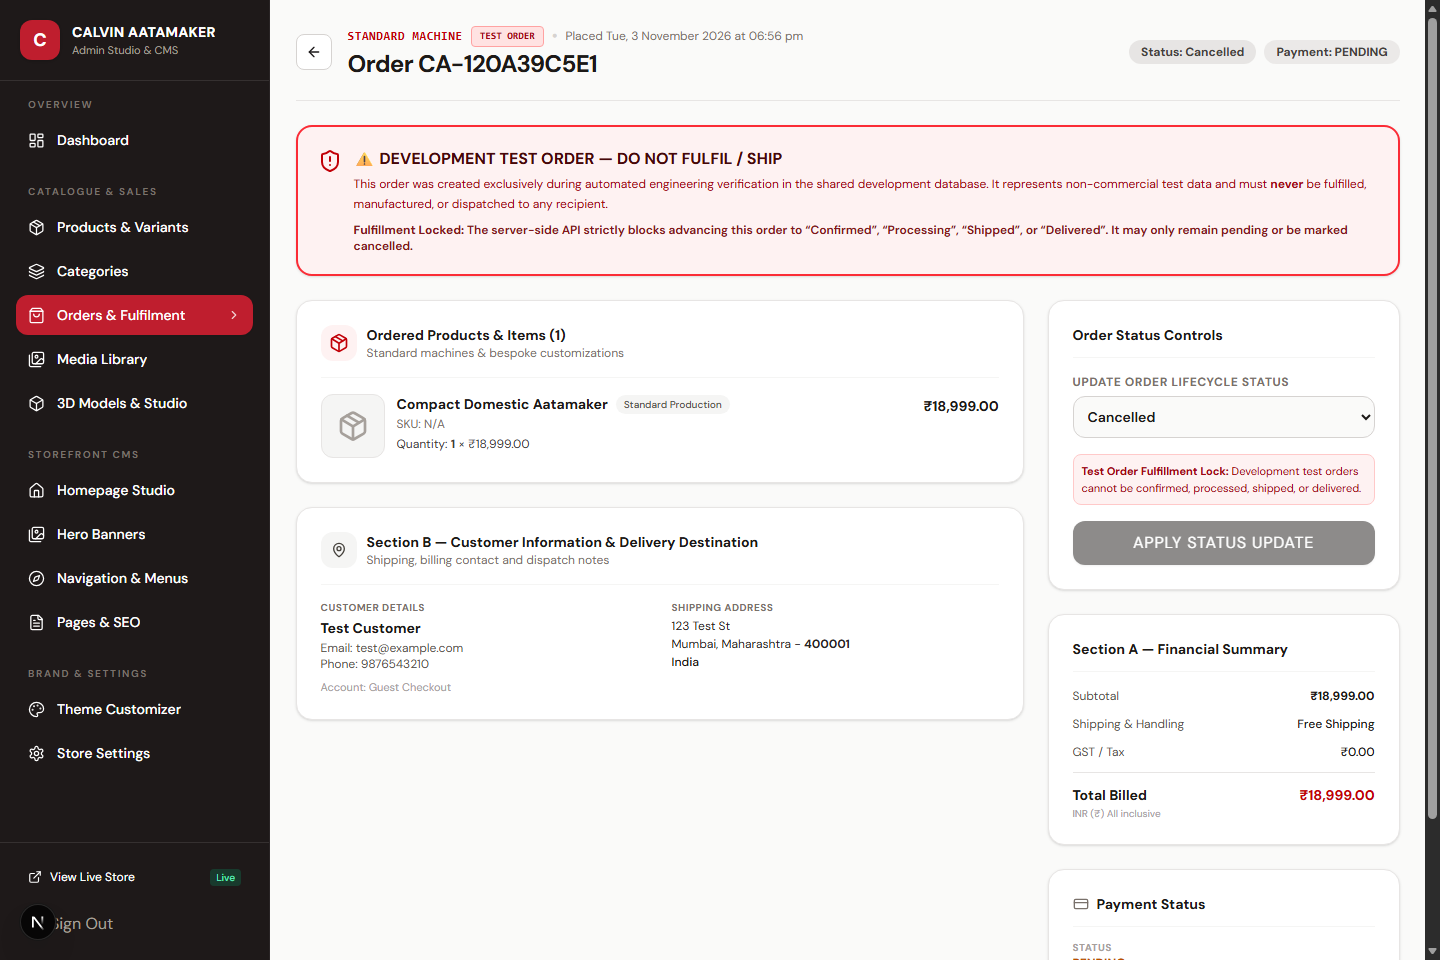 C
CALVIN AATAMAKER
Admin Studio & CMS
OVERVIEW
Dashboard
CATALOGUE & SALES
Products & Variants
Categories
Orders & Fulfilment
Media Library
3D Models & Studio
STOREFRONT CMS
Homepage Studio
Hero Banners
Navigation & Menus
Pages & SEO
BRAND & SETTINGS
Theme Customizer
Store Settings
View Live Store
Live
N
Sign Out
STANDARD MACHINE TEST ORDER • Placed Tue, 3 November 2026 at 06:56 pm
Order CA-120A39C5E1
Status: Cancelled
Payment: PENDING
⚠️ DEVELOPMENT TEST ORDER — DO NOT FULFIL / SHIP
This order was created exclusively during automated engineering verification in the shared development database. It represents non-commercial test data and must never be fulfilled,
manufactured, or dispatched to any recipient.
Fulfillment Locked: The server-side API strictly blocks advancing this order to “Confirmed”, “Processing”, “Shipped”, or “Delivered”. It may only remain pending or be marked
cancelled.
Ordered Products & Items (1)
Standard machines & bespoke customizations
Compact Domestic Aatamaker Standard Production
₹18,999.00
SKU: N/A
Quantity: 1 × ₹18,999.00
Section B — Customer Information & Delivery Destination
Shipping, billing contact and dispatch notes
CUSTOMER DETAILS
Test Customer
Email: test@example.com
Phone: 9876543210
Account: Guest Checkout
SHIPPING ADDRESS
123 Test St
Mumbai, Maharashtra - 400001
India
Order Status Controls
UPDATE ORDER LIFECYCLE STATUS
Cancelled
Test Order Fulfillment Lock: Development test orders
cannot be confirmed, processed, shipped, or delivered.
APPLY STATUS UPDATE
Section A — Financial Summary
Subtotal ₹18,999.00
Shipping & Handling Free Shipping
GST / Tax ₹0.00
Total Billed ₹18,999.00
INR (₹) All inclusive
Payment Status
STATUS
PENDING